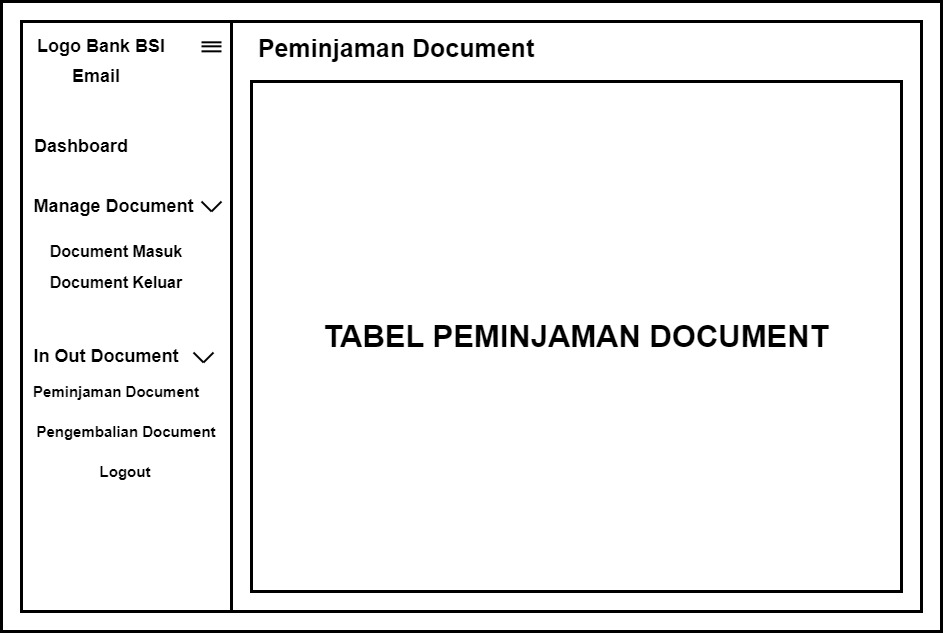 Logo Bank BSI
Email
Dashboard
Manage Document
Document Masuk
Document Keluar
In Out Document
Peminjaman Document
Pengembalian Document
Logout
Peminjaman Document
TABEL PEMINJAMAN DOCUMENT